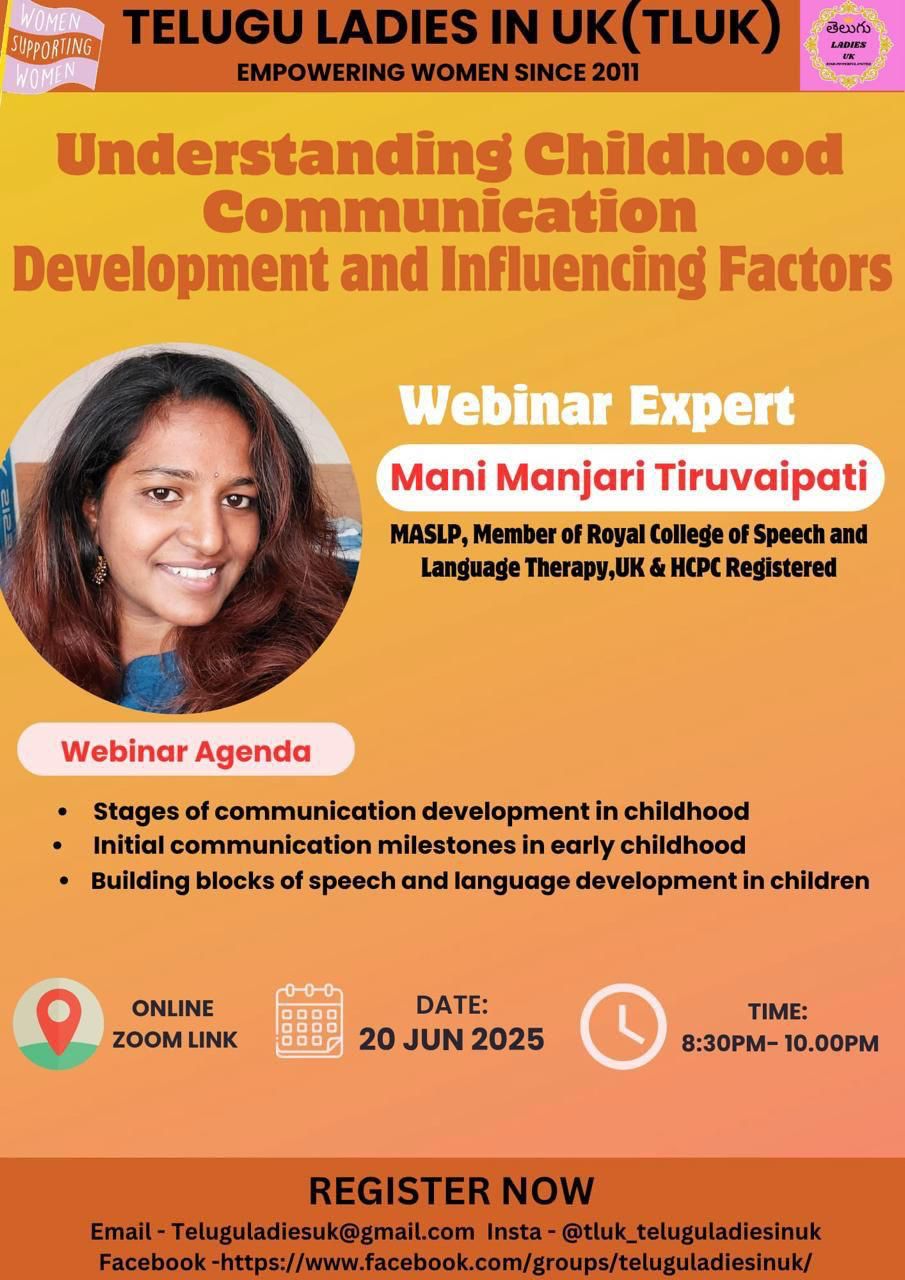 WOMEN
SUPPORTING
WOMEN
TELUGU LADIES IN UK(TLUK)
EMPOWERING WOMEN SINCE 2011
తెలుగు
LADIES
UK
Understanding Childhood
Communication
Development and Influencing Factors
Webinar Expert
Mani Manjari Tiruvaipati
MASLP, Member of Royal College of Speech and
Language Therapy,UK & HCPC Registered
Webinar Agenda
• Stages of communication development in childhood
• Initial communication milestones in early childhood
• Building blocks of speech and language development in children
ONLINE
ZOOM LINK
DATE:
20 JUN 2025
TIME:
8:30PM– 10.00PM
REGISTER NOW
Email - Teluguladiesuk@gmail.com Insta - @tluk_teluguladiesinuk
Facebook -https://www.facebook.com/groups/teluguladiesinuk/